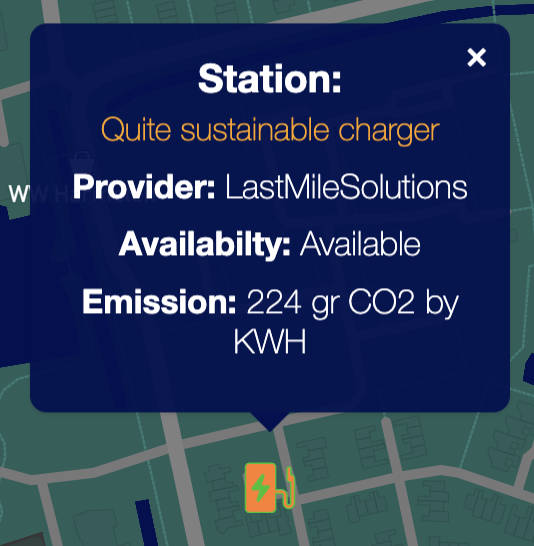 ×
Station:
Quite sustainable charger
Provider: LastMileSolutions
Availabilty: Available
Emission: 224 gr CO2 by
KWH